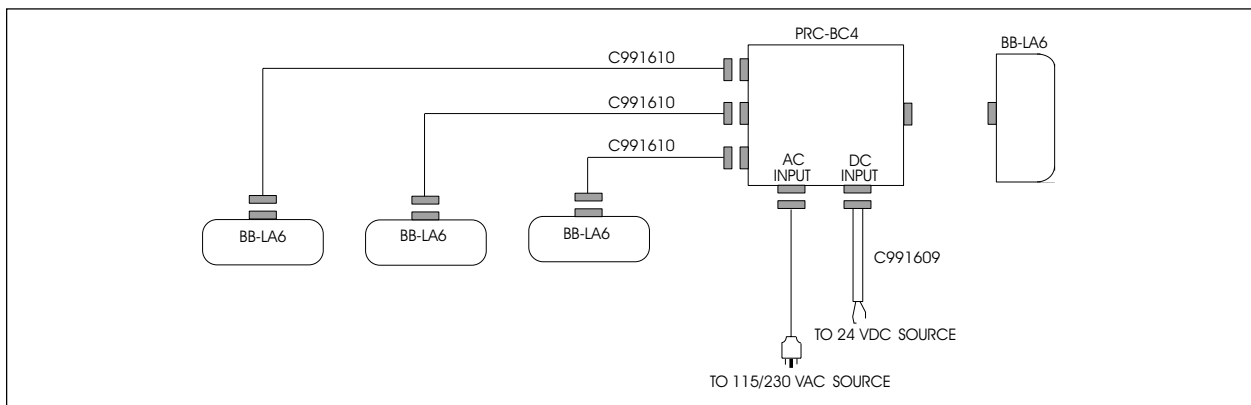 PRC-BC4
BB-LA6
C991610
C991610
C991610
AC
INPUT
DC
INPUT
BB-LA6
BB-LA6
BB-LA6
C991609
TO 24 VDC SOURCE
TO 115/230 VAC SOURCE